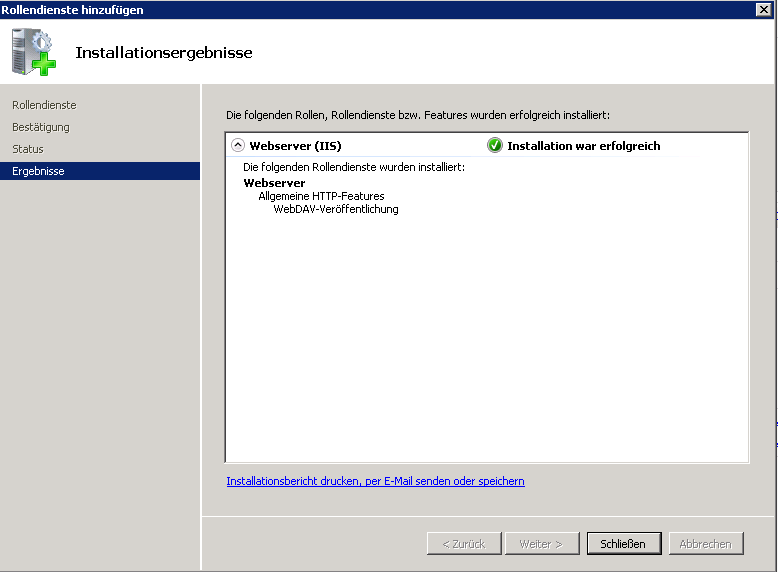 Rollendienste hinzufügen
Installationsergebnisse
Rollendienste
Bestätigung
Status
Ergebnisse
Die folgenden Rollen, Rollendienste bzw. Features wurden erfolgreich installiert:
Webserver (IIS) Installation war erfolgreich
Die folgenden Rollendienste wurden installiert:
Webserver
Allgemeine HTTP-Features
WebDAV-Veröffentlichung
Installationsbericht drucken, per E-Mail senden oder speichern
< Zurück Weiter > Schließen Abbrechen